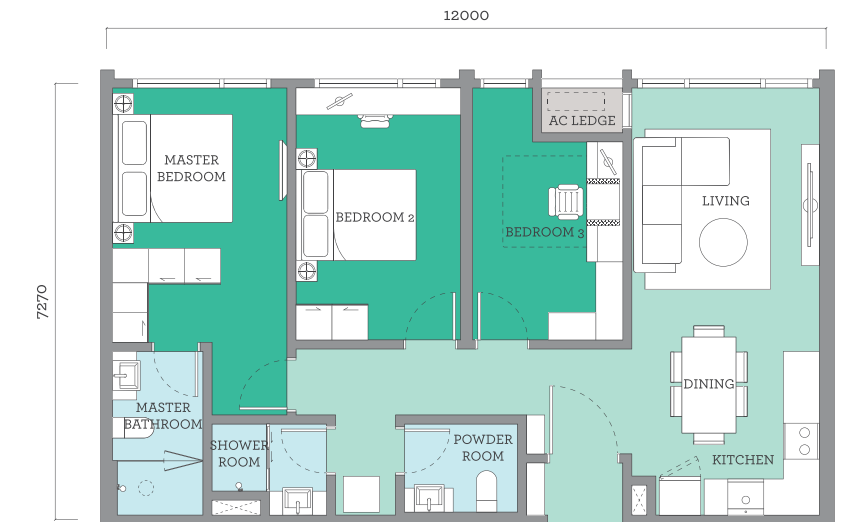 12000
7270
AC LEDGE
MASTER
BEDROOM
LIVING
BEDROOM 2
BEDROOM 3
DINING
MASTER
BATHROOM
SHOWER
ROOM
POWDER
ROOM
KITCHEN